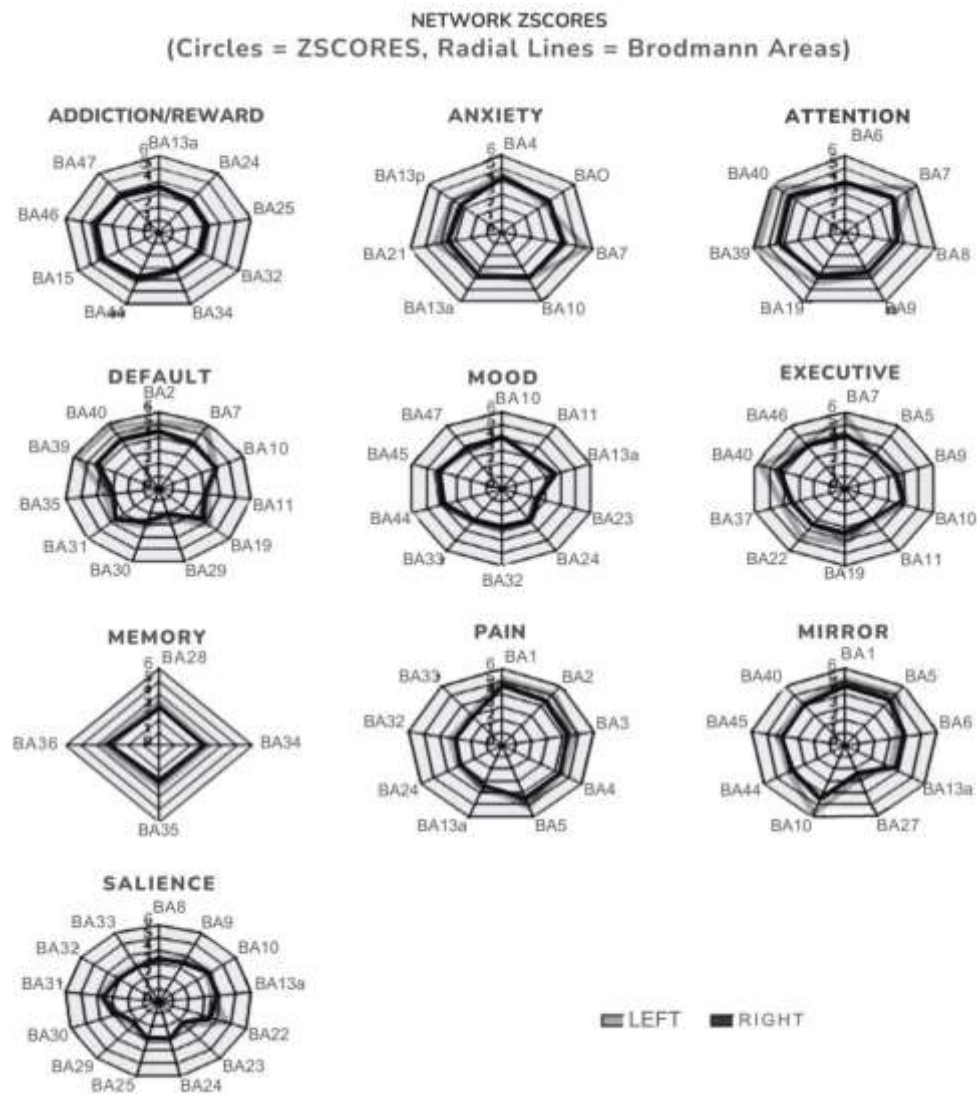 NETWORK ZSCORES
(Circles = ZSCORES, Radial Lines = Brodmann Areas)
ADDICTION/REWARD
BA13a
BA24
BA25
BA32
BA34
BA15
BA46
BA47
ANXIETY
BA4
BAO
BA7
BA10
BA13a
BA21
BA13p
ATTENTION
BA6
BA7
BA8
BA9
BA19
BA39
BA40
DEFAULT
BA2
BA7
BA10
BA11
BA19
BA29
BA30
BA31
BA35
BA39
BA40
MOOD
BA10
BA11
BA13a
BA23
BA24
BA32
BA33
BA44
BA45
BA47
EXECUTIVE
BA7
BA5
BA9
BA10
BA11
BA19
BA22
BA37
BA40
BA46
MEMORY
BA28
BA34
BA35
BA36
PAIN
BA1
BA2
BA3
BA4
BA5
BA13a
BA24
BA32
BA33
MIRROR
BA1
BA5
BA6
BA13a
BA27
BA10
BA44
BA45
BA40
SALIENCE
BA8
BA9
BA10
BA13a
BA22
BA23
BA24
BA25
BA29
BA30
BA31
BA32
BA33
LEFT
RIGHT